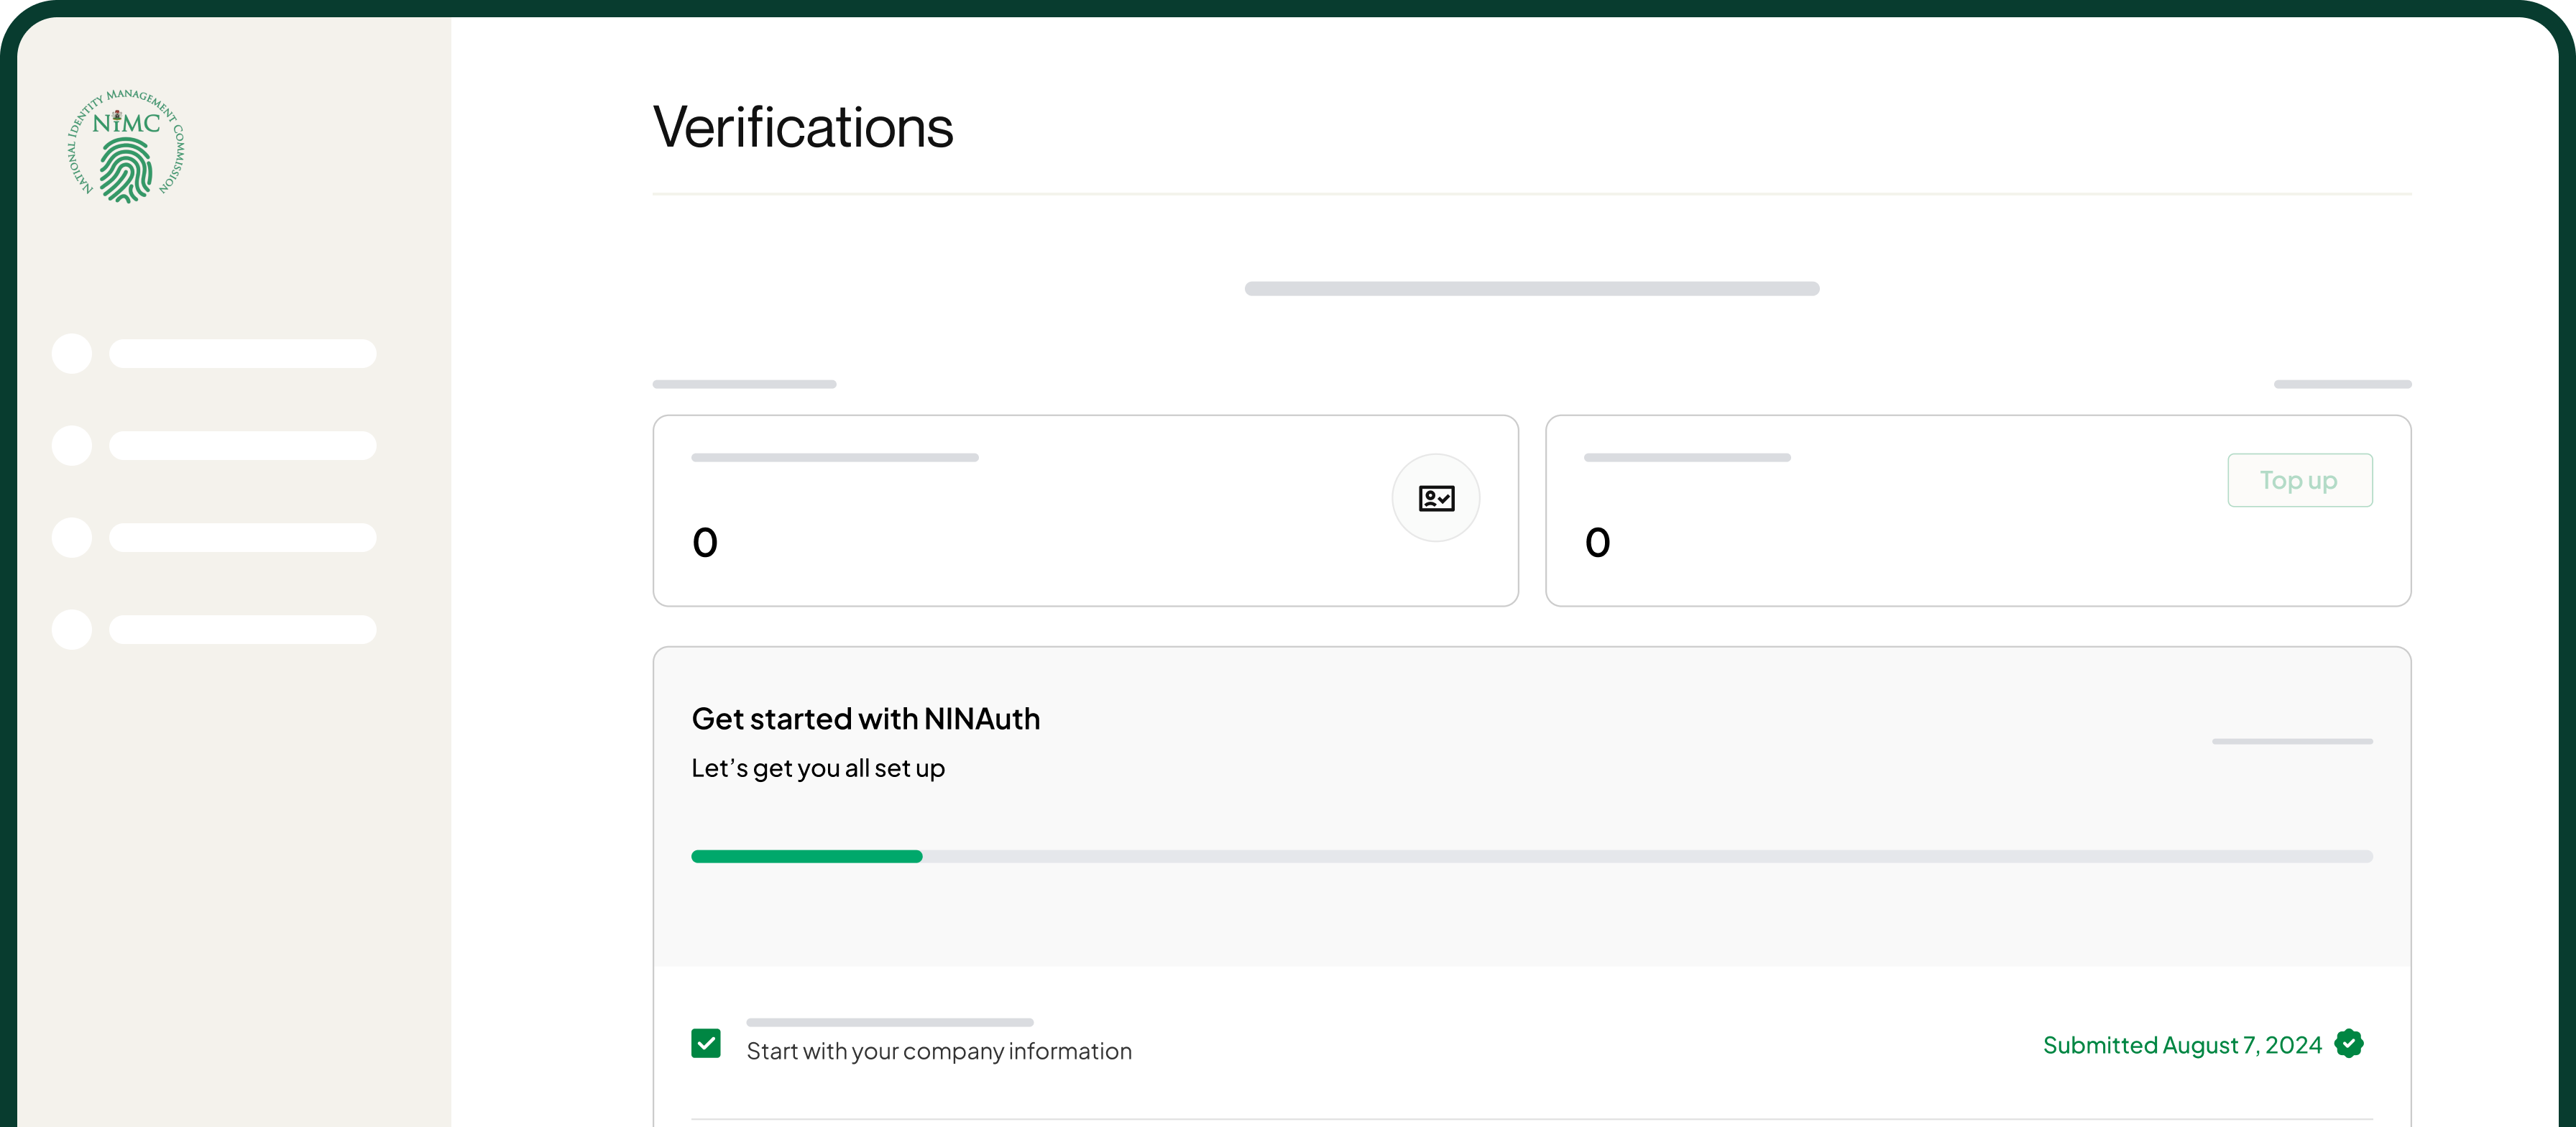 NATIONAL IDENTITY MANAGEMENT COMMISSION
NiMC
Verifications
0
0
Top up
Get started with NINAuth
Let’s get you all set up
Start with your company information
Submitted August 7, 2024